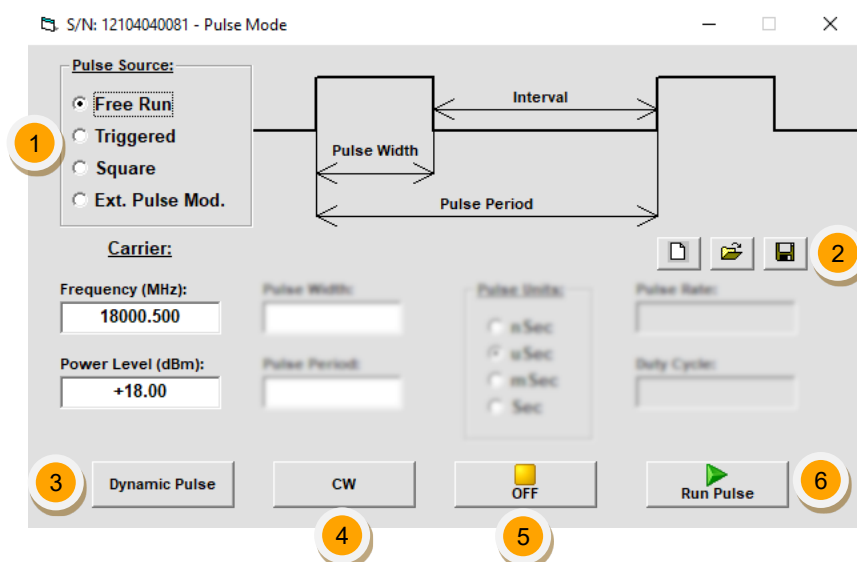 S/N: 12104040081 - Pulse Mode
Pulse Source:
Free Run
Triggered
Square
Ext. Pulse Mod.
1
Interval
Pulse Width
Pulse Period
2
Carrier:
Frequency (MHz):
18000.500
Power Level (dBm):
+18.00
Pulse Width:
Pulse Period:
Pulse Units:
nSec
uSec
mSec
Sec
Pulse Rate:
Duty Cycle:
3
Dynamic Pulse
CW
OFF
Run Pulse
6
4
5